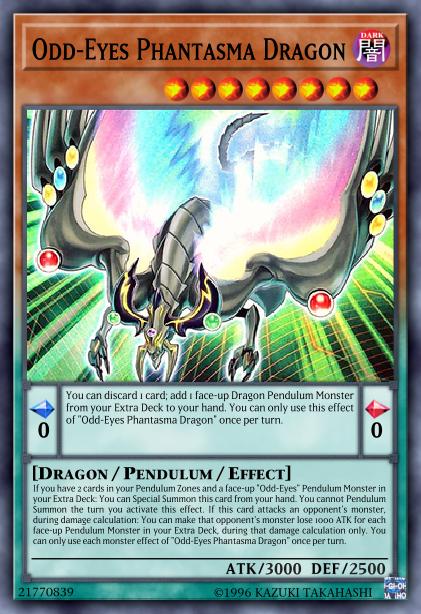 Odd-Eyes Phantasma Dragon
DARK
闇
You can discard 1 card; add 1 face-up Dragon Pendulum Monster
from your Extra Deck to your hand. You can only use this effect
of "Odd-Eyes Phantasma Dragon" once per turn.
0
0
[Dragon / Pendulum / Effect]
If you have 2 cards in your Pendulum Zones and a face-up "Odd-Eyes" Pendulum Monster in
your Extra Deck: You can Special Summon this card from your hand. You cannot Pendulum
Summon the turn you activate this effect. If this card attacks an opponent's monster,
during damage calculation: You can make that opponent's monster lose 1000 ATK for each
face-up Pendulum Monster in your Extra Deck, during that damage calculation only. You
can only use each monster effect of "Odd-Eyes Phantasma Dragon" once per turn.
ATK/3000 DEF/2500
21770839
©1996 KAZUKI TAKAHASHI